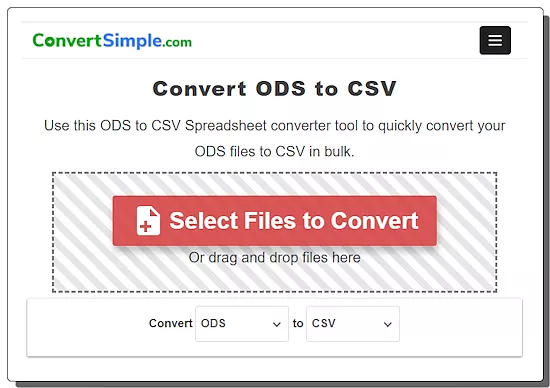 ConvertSimple.com
Convert ODS to CSV
Use this ODS to CSV Spreadsheet converter tool to quickly convert your
ODS files to CSV in bulk.
Select Files to Convert
Or drag and drop files here
Convert ODS to CSV